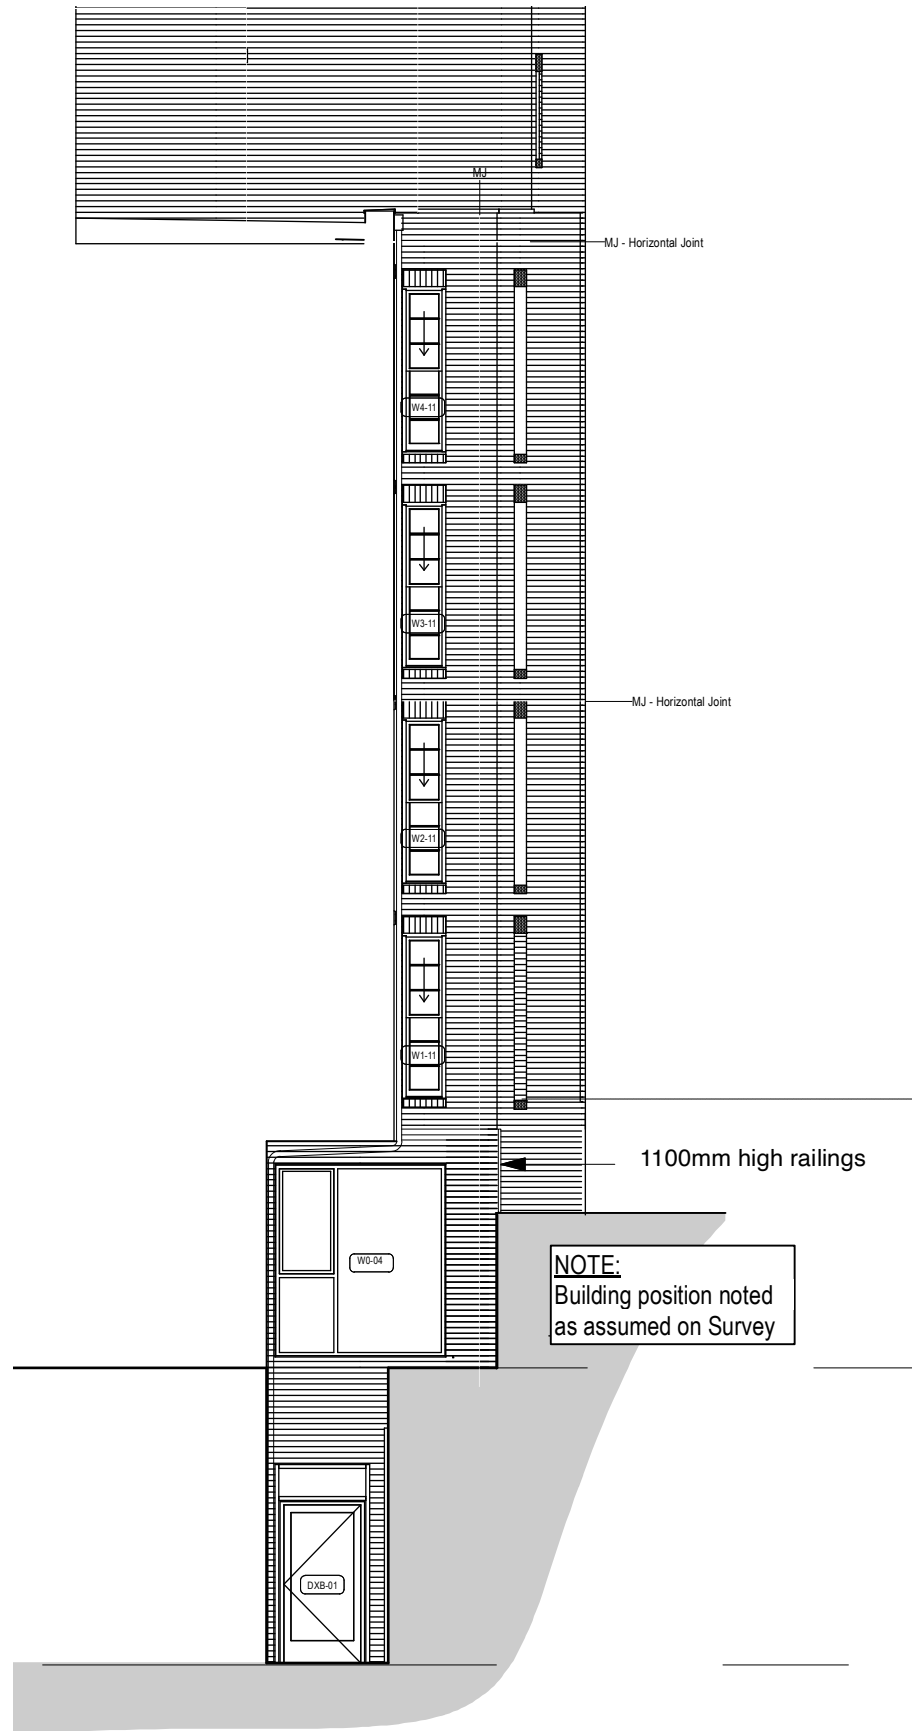 MJ
MJ - Horizontal Joint
W4-11
W3-11
MJ - Horizontal Joint
W2-11
W1-11
1100mm high railings
W0-04
NOTE:
Building position noted
as assumed on Survey
DXB-01